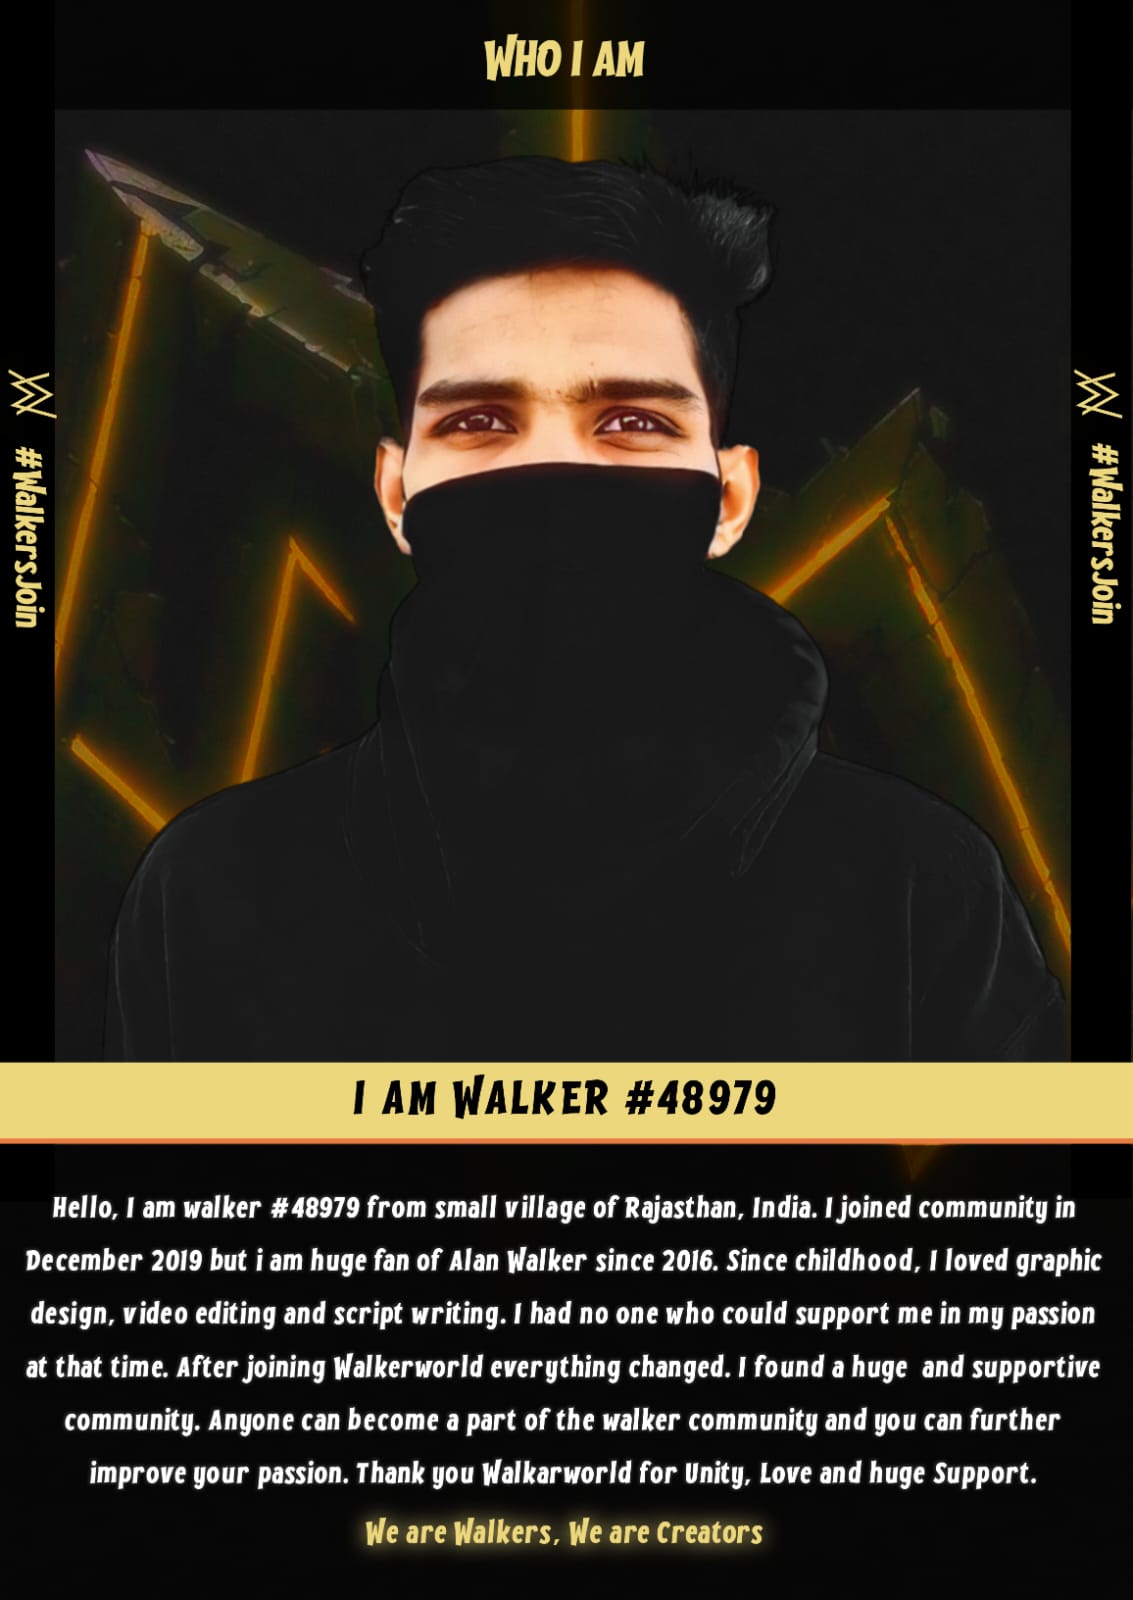 WHO I AM
#WalkersJoin
#WalkersJoin
I AM WALKER #48979
Hello, I am walker #48979 from small village of Rajasthan, India. I joined community in
December 2019 but i am huge fan of Alan Walker since 2016. Since childhood, I loved graphic
design, video editing and script writing. I had no one who could support me in my passion
at that time. After joining Walkerworld everything changed. I found a huge  and supportive
community. Anyone can become a part of the walker community and you can further
improve your passion. Thank you Walkarworld for Unity, Love and huge Support.
We are Walkers, We are Creators